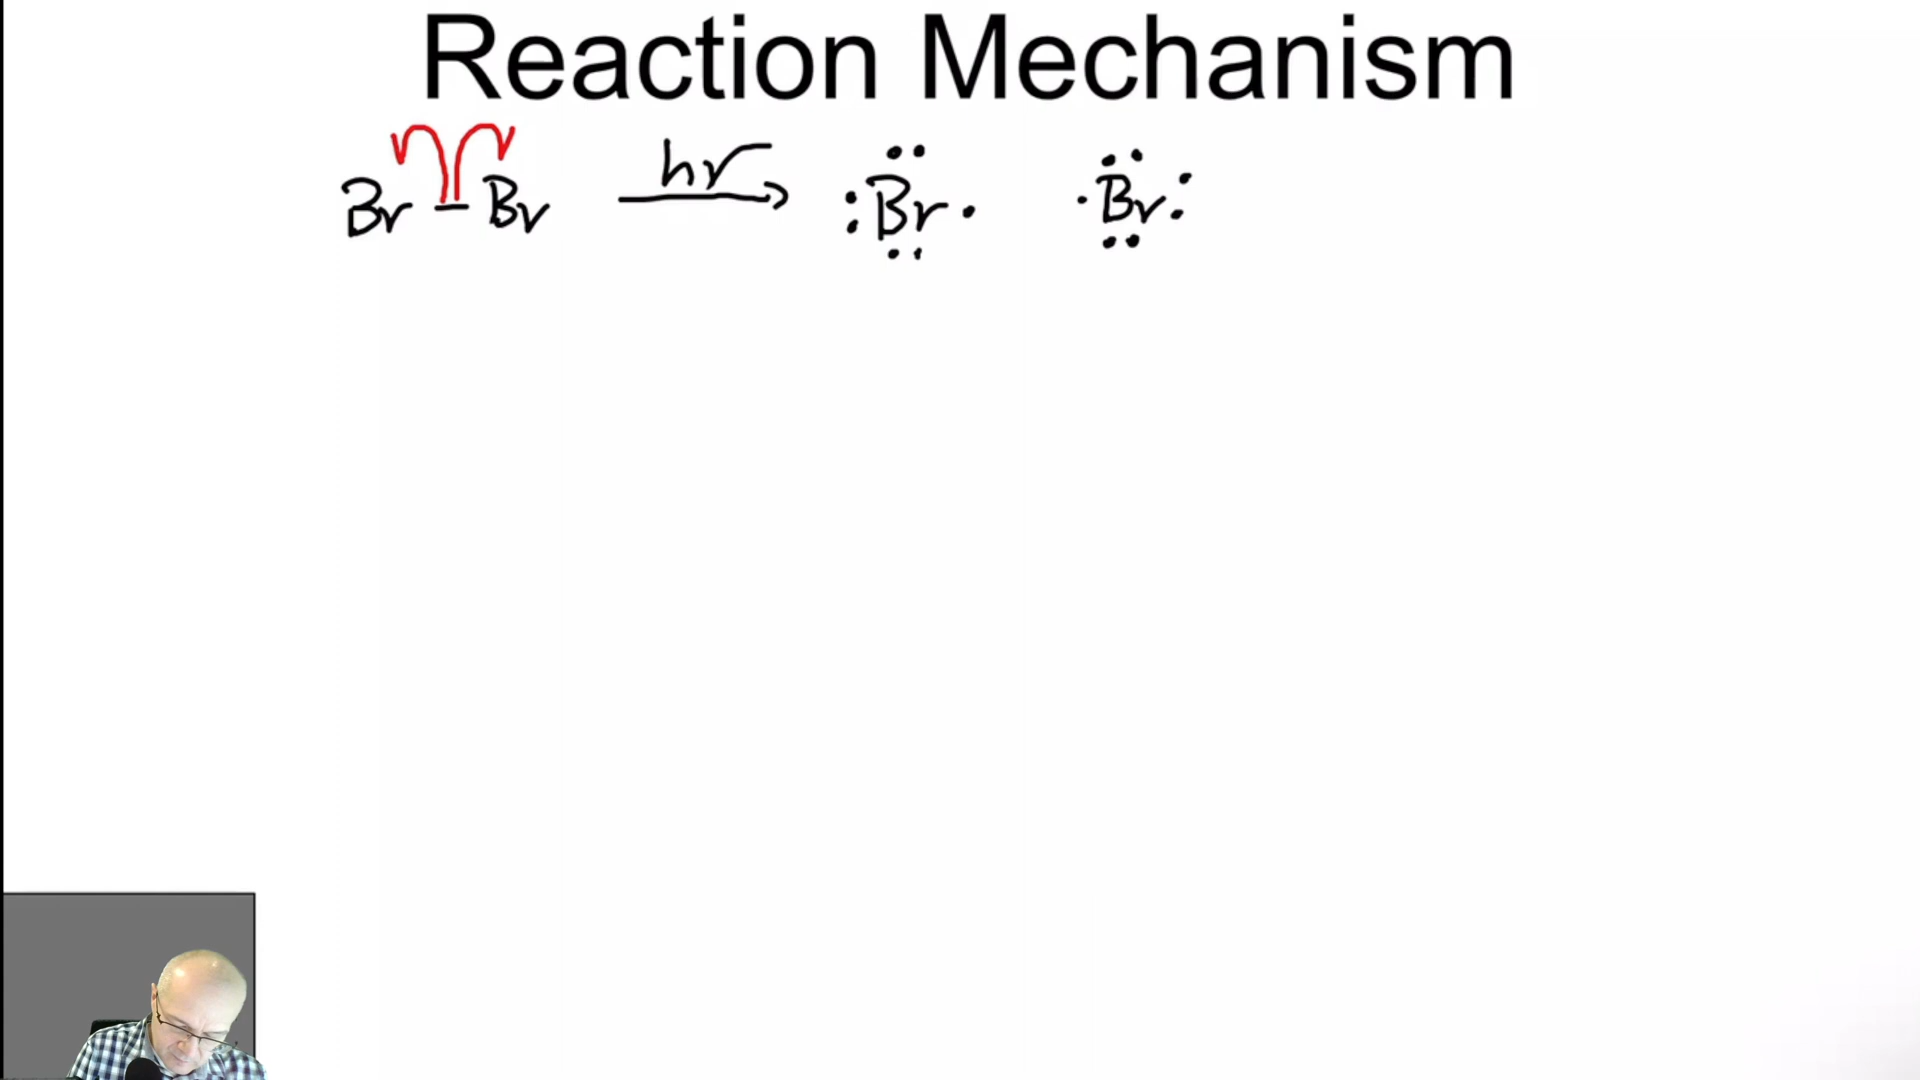 Reaction Mechanism
Br – Br hν :Br· ·Br: